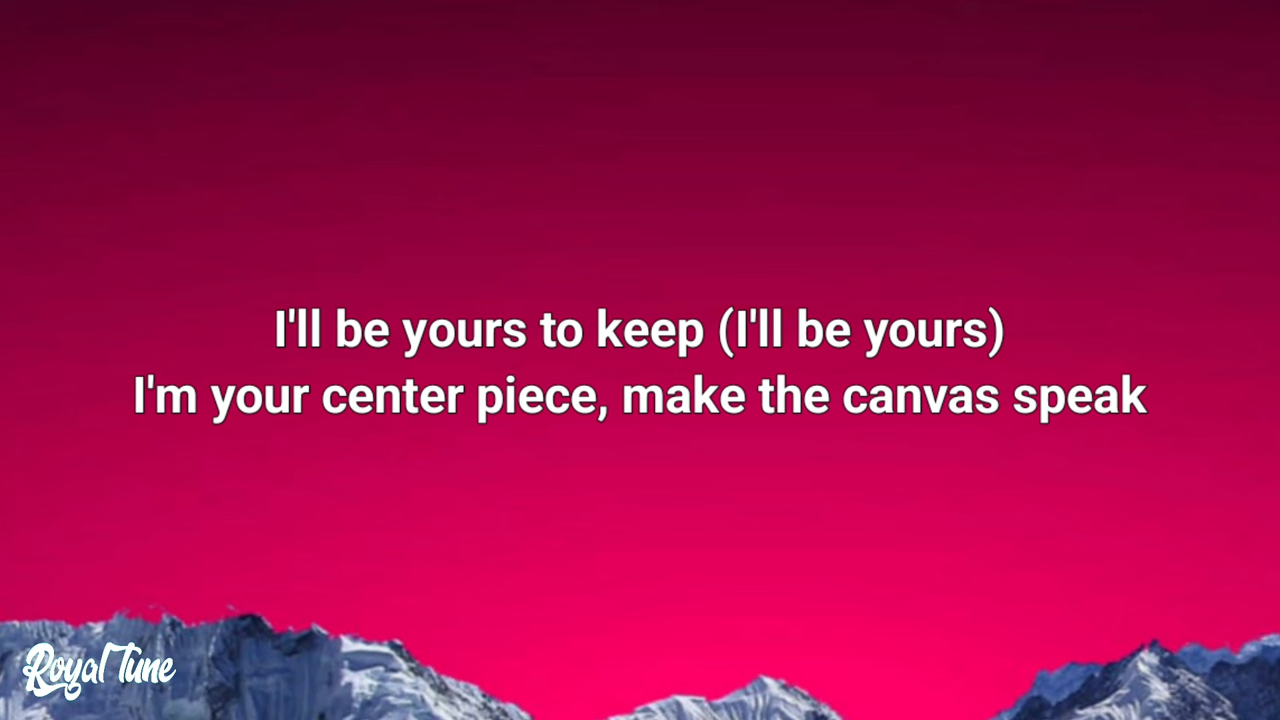 I'll be yours to keep (I'll be yours)
I'm your center piece, make the canvas speak
Royal Tune